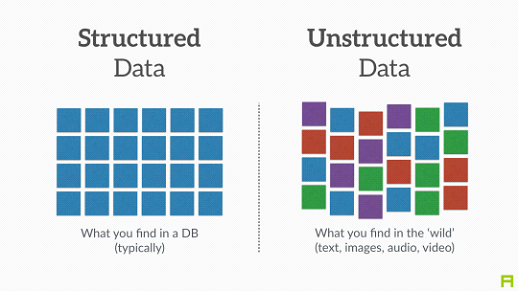 Structured
Data
Unstructured
Data
What you find in a DB
(typically)
What you find in the ‘wild’
(text, images, audio, video)